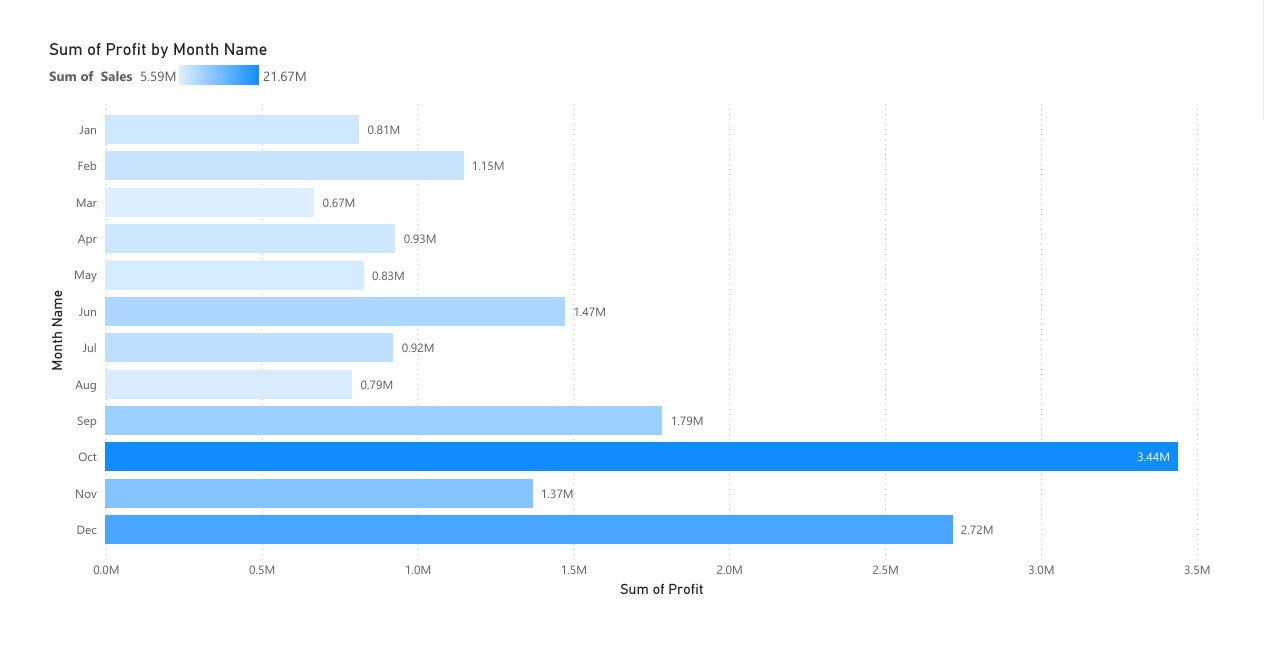 Sum of Profit by Month Name
Sum of Sales 5.59M 21.67M
Month Name
Jan 0.81M
Feb 1.15M
Mar 0.67M
Apr 0.93M
May 0.83M
Jun 1.47M
Jul 0.92M
Aug 0.79M
Sep 1.79M
Oct 3.44M
Nov 1.37M
Dec 2.72M
0.0M 0.5M 1.0M 1.5M 2.0M 2.5M 3.0M 3.5M
Sum of Profit